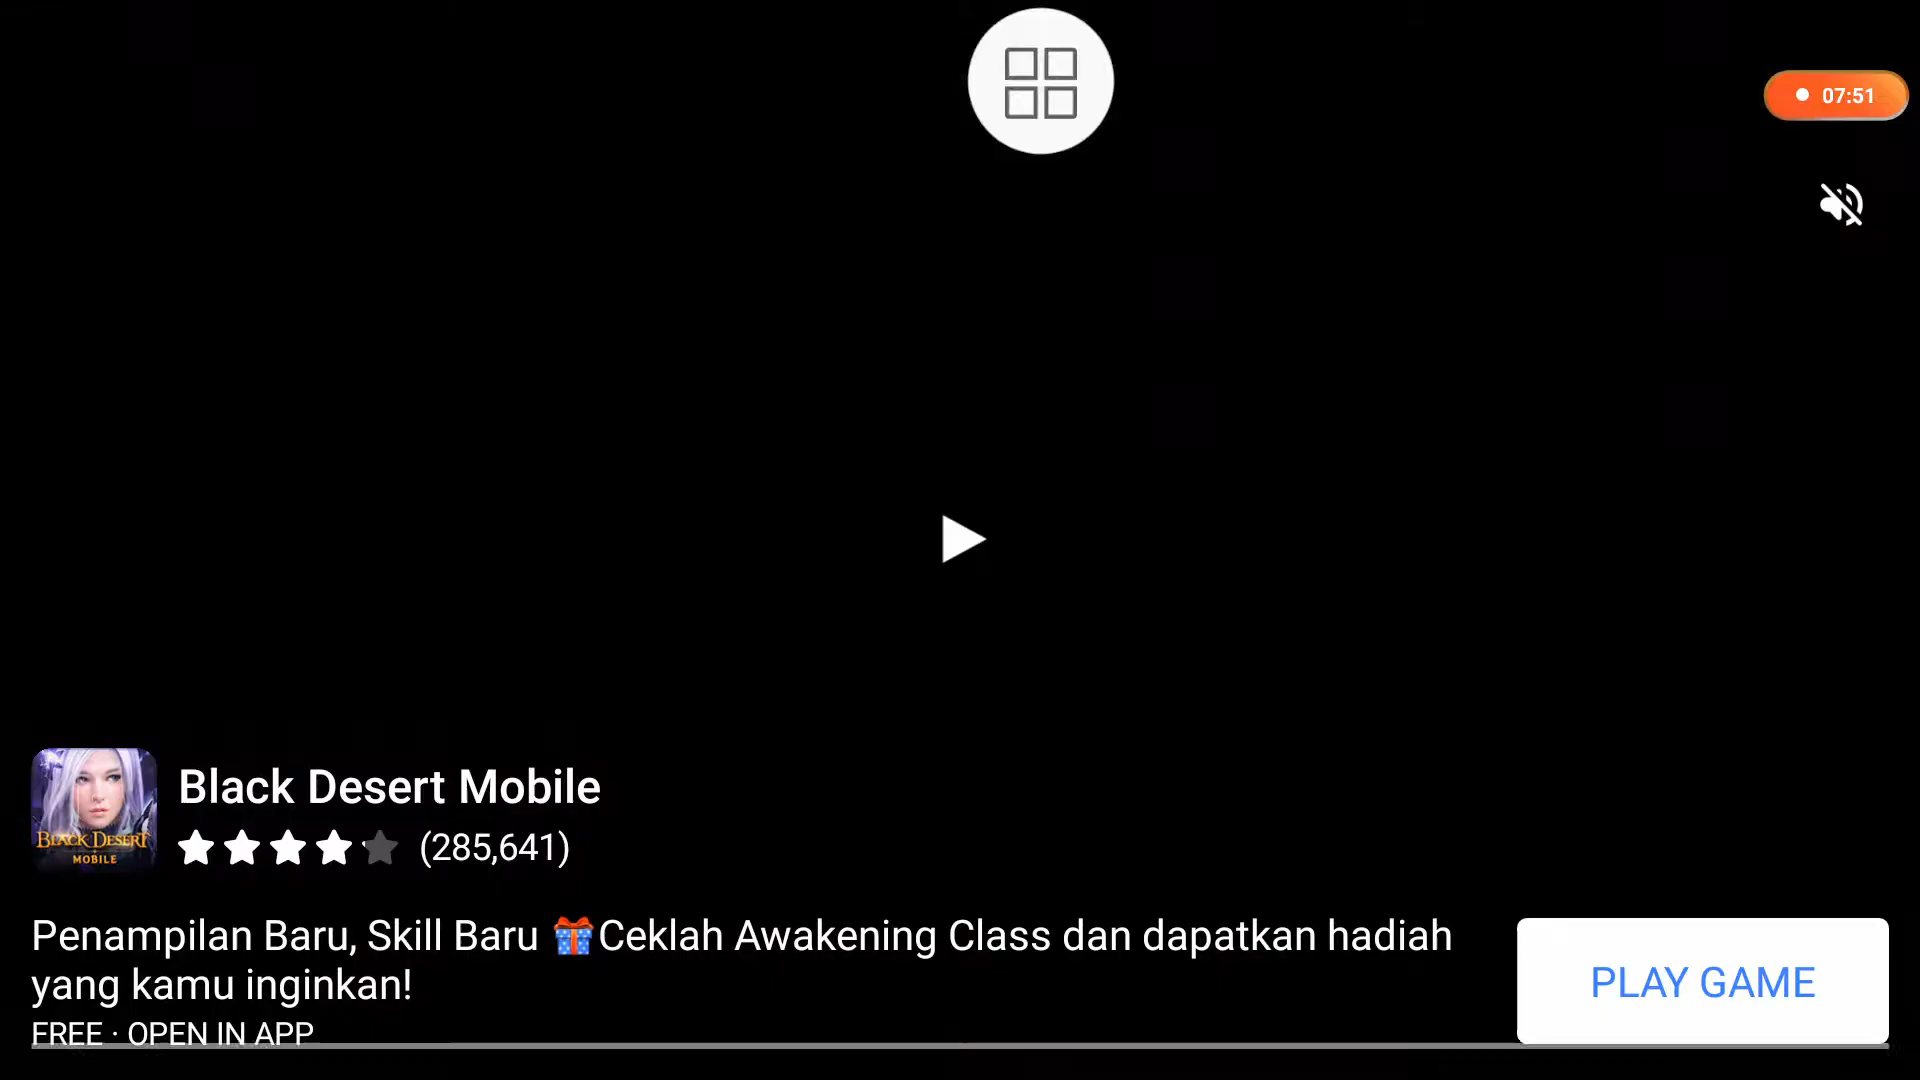 07:51
BLACK DESERT
MOBILE
Black Desert Mobile
(285,641)
Penampilan Baru, Skill Baru 🎁Ceklah Awakening Class dan dapatkan hadiah
yang kamu inginkan!
FREE · OPEN IN APP
PLAY GAME